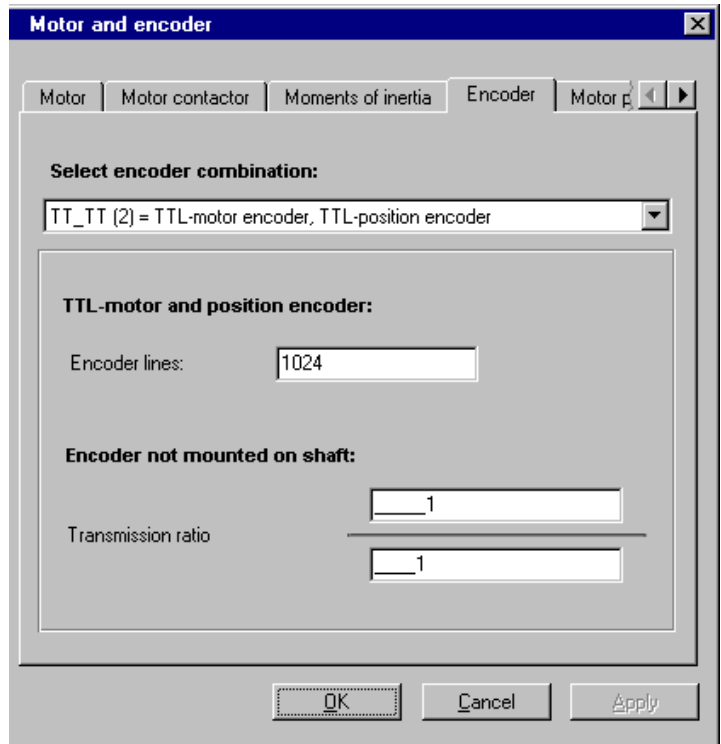 Motor and encoder
Motor
Motor contactor
Moments of inertia
Encoder
Motor p
Select encoder combination:
TT_TT (2) = TTL-motor encoder, TTL-position encoder
TTL-motor and position encoder:
Encoder lines: 1024
Encoder not mounted on shaft:
____1
Transmission ratio
____1
OK
Cancel
Apply